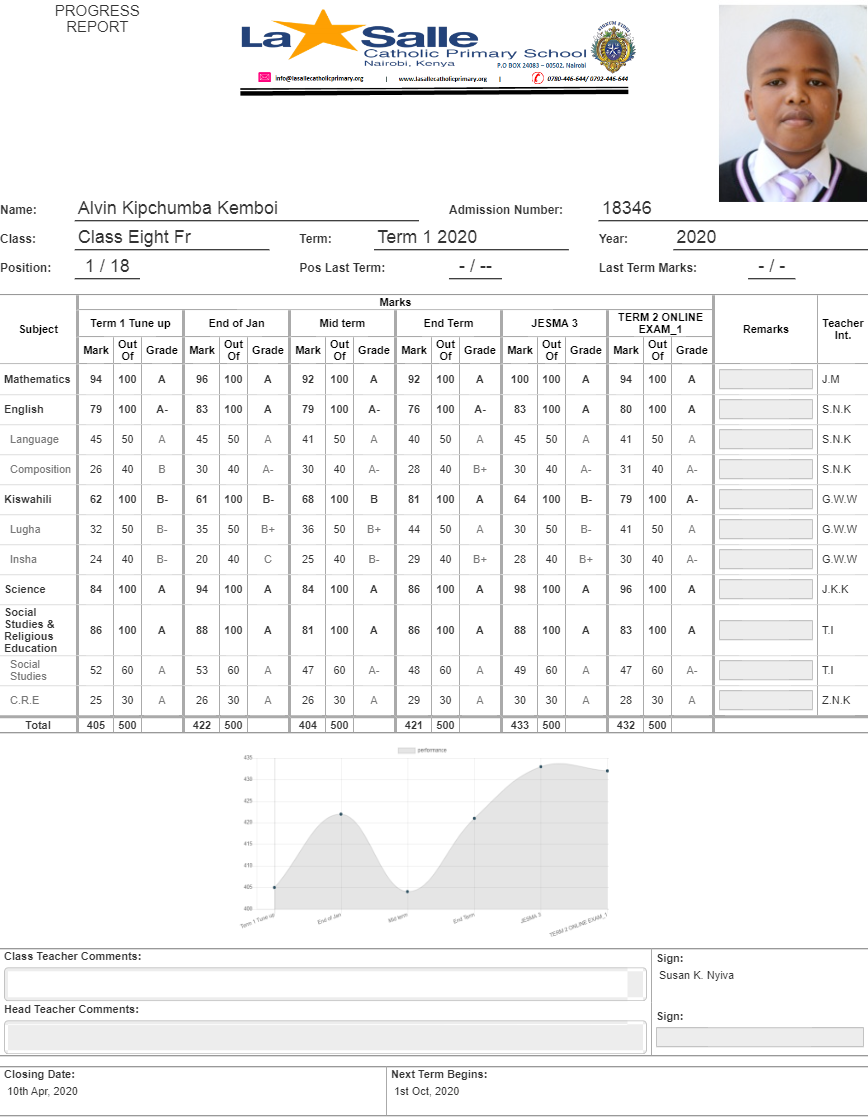 PROGRESS
REPORT
La Salle
Catholic Primary School
Nairobi, Kenya
P.O BOX 24083 – 00502, Nairobi
info@lasallecatholicprimary.org | www.lasallecatholicprimary.org | 0780-446-644/ 0792-446-644
Name: Alvin Kipchumba Kemboi Admission Number: 18346
Class: Class Eight Fr Term: Term 1 2020 Year: 2020
Position: 1 / 18 Pos Last Term: - / -- Last Term Marks: - / -
Marks
Subject Term 1 Tune up End of Jan Mid term End Term JESMA 3 TERM 2 ONLINE EXAM_1 Remarks Teacher Int.
Mark Out Of Grade Mark Out Of Grade Mark Out Of Grade Mark Out Of Grade Mark Out Of Grade Mark Out Of Grade
Mathematics 94 100 A 96 100 A 92 100 A 92 100 A 100 100 A 94 100 A J.M
English 79 100 A- 83 100 A 79 100 A- 76 100 A- 83 100 A 80 100 A S.N.K
Language 45 50 A 45 50 A 41 50 A 40 50 A 45 50 A 41 50 A S.N.K
Composition 26 40 B 30 40 A- 30 40 A- 28 40 B+ 30 40 A- 31 40 A- S.N.K
Kiswahili 62 100 B- 61 100 B- 68 100 B 81 100 A 64 100 B- 79 100 A- G.W.W
Lugha 32 50 B- 35 50 B+ 36 50 B+ 44 50 A 30 50 B- 41 50 A G.W.W
Insha 24 40 B- 20 40 C 25 40 B- 29 40 B+ 28 40 B+ 30 40 A- G.W.W
Science 84 100 A 94 100 A 84 100 A 86 100 A 98 100 A 96 100 A J.K.K
Social
Studies &
Religious
Education 86 100 A 88 100 A 81 100 A 86 100 A 88 100 A 83 100 A T.I
Social
Studies 52 60 A 53 60 A 47 60 A- 48 60 A 49 60 A 47 60 A- T.I
C.R.E 25 30 A 26 30 A 26 30 A 29 30 A 30 30 A 28 30 A Z.N.K
Total 405 500 422 500 404 500 421 500 433 500 432 500
performance
435
430
425
420
415
410
405
400
Term 1 Tune up End of Jan Mid term End Term JESMA 3 TERM 2 ONLINE EXAM_1
Class Teacher Comments: Sign:
Susan K. Nyiva
Head Teacher Comments: Sign:
Closing Date: Next Term Begins:
10th Apr, 2020 1st Oct, 2020